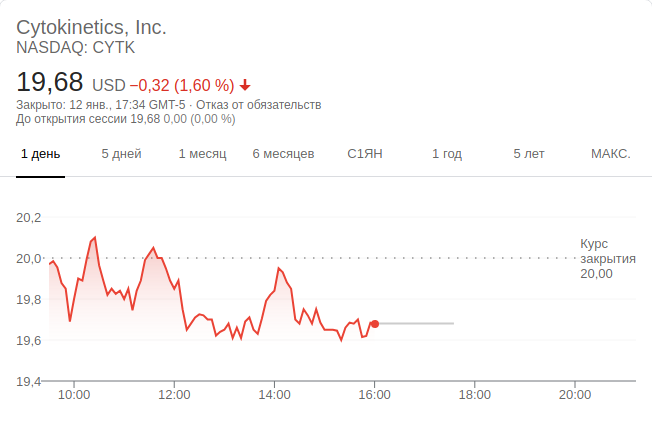 Cytokinetics, Inc.
NASDAQ: CYTK
19,68 USD −0,32 (1,60 %)
Закрыто: 12 янв., 17:34 GMT-5 · Отказ от обязательств
До открытия сессии 19,68 0,00 (0,00 %)
1 день 5 дней 1 месяц 6 месяцев С1ЯН 1 год 5 лет МАКС.
20,2
20,0
19,8
19,6
19,4
Курс
закрытия
20,00
10:00 12:00 14:00 16:00 18:00 20:00